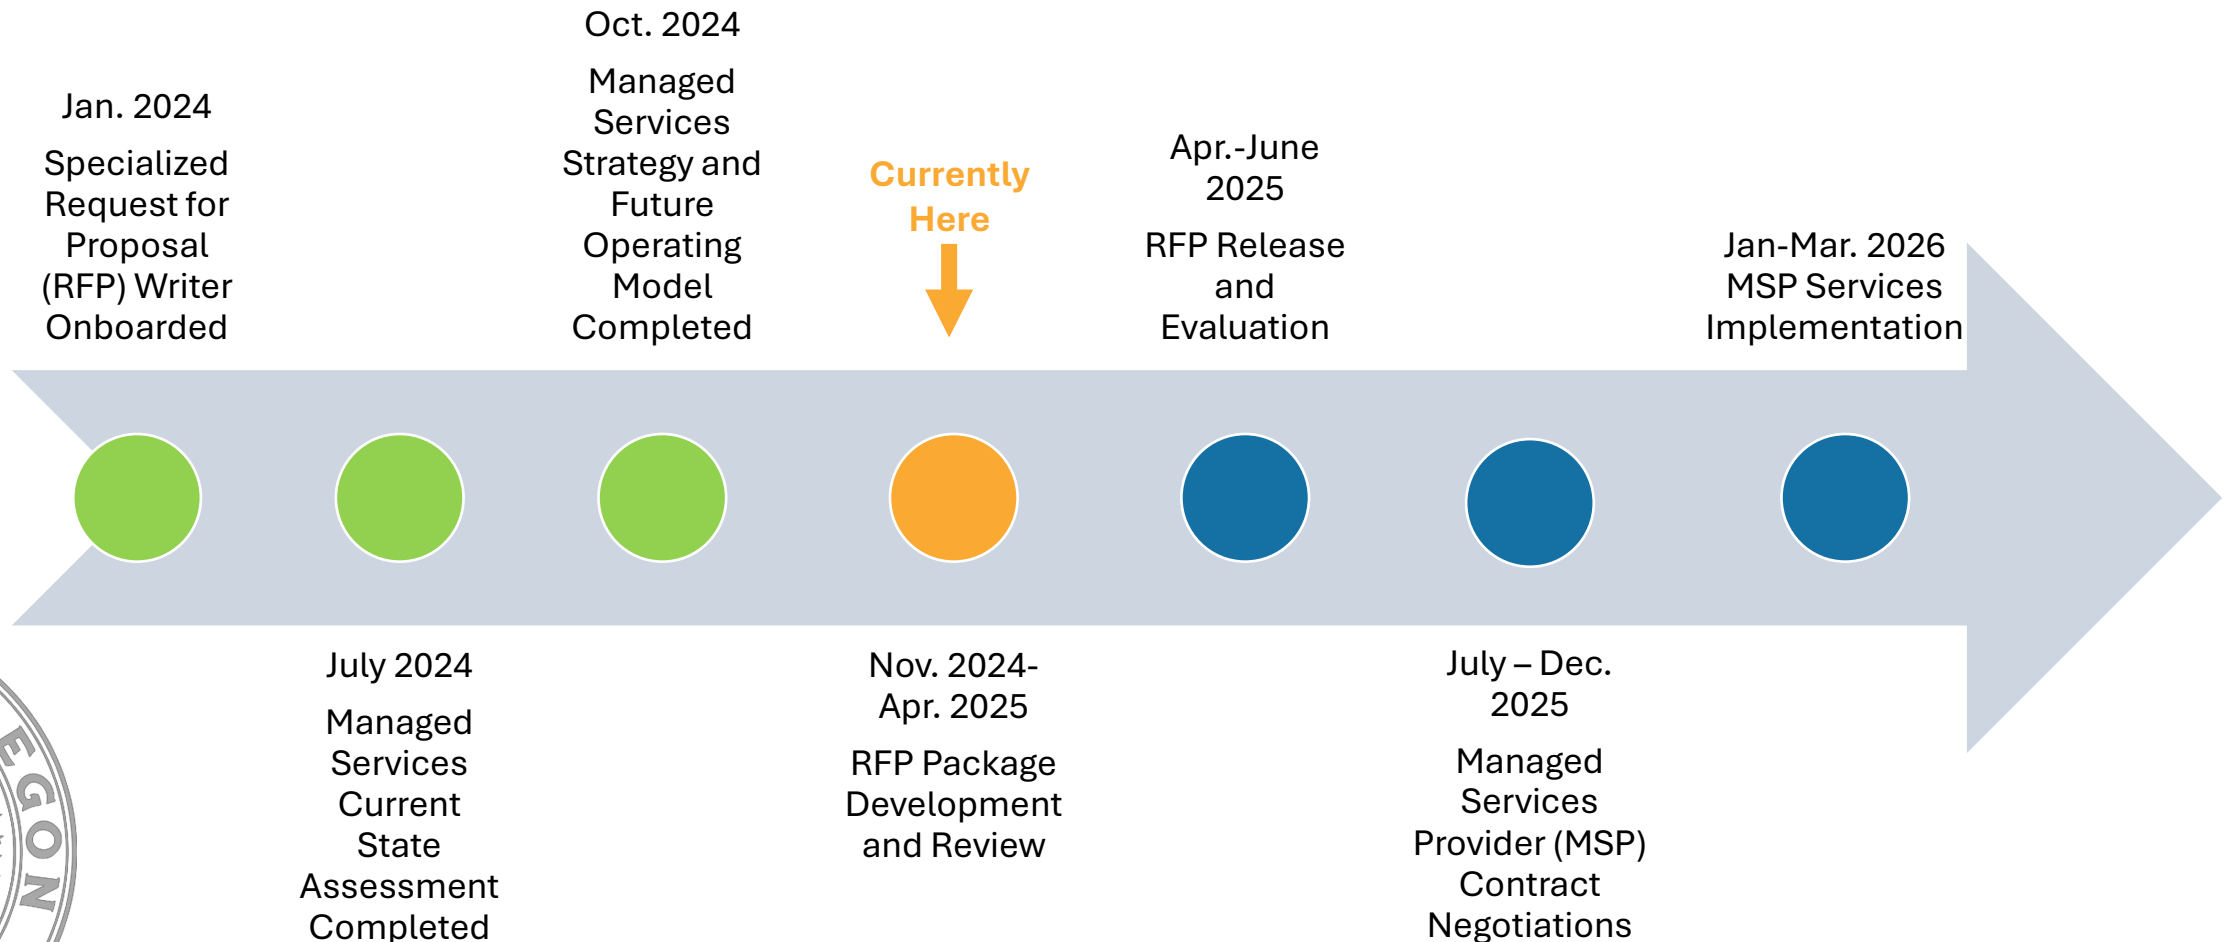 Jan. 2024
Specialized
Request for
Proposal
(RFP) Writer
Onboarded
July 2024
Managed
Services
Current
State
Assessment
Completed
Oct. 2024
Managed
Services
Strategy and
Future
Operating
Model
Completed
Currently
Here
Nov. 2024-
Apr. 2025
RFP Package
Development
and Review
Apr.-June
2025
RFP Release
and
Evaluation
July – Dec.
2025
Managed
Services
Provider (MSP)
Contract
Negotiations
Jan-Mar. 2026
MSP Services
Implementation
EGON